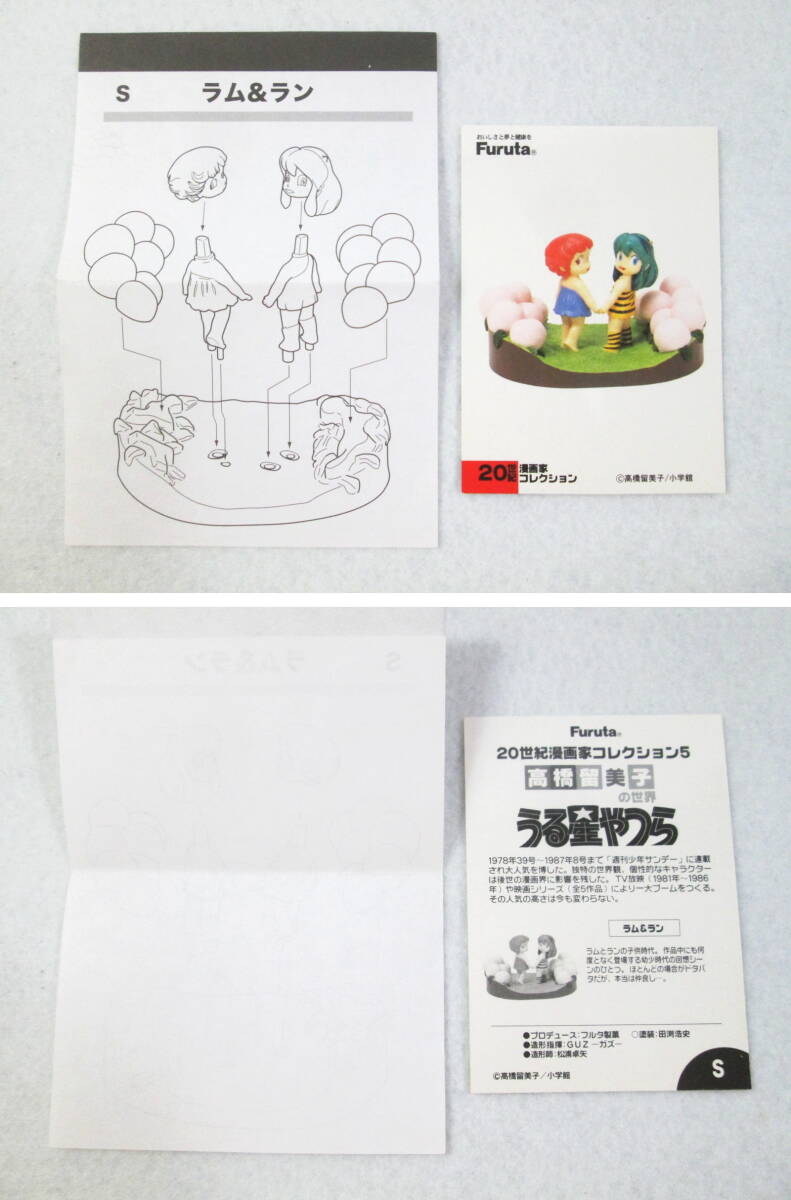 S ラム&ラン
おいしさと夢と健康を
Furuta®
20世紀 漫画家
コレクション
©高橋留美子/小学館
S ラム&ラン
Furuta®
20世紀漫画家コレクション5
高橋留美子
の世界
うる星やつら
1978年39号～1987年8号まで「週刊少年サンデー」に連載
され大人気を博した。独特の世界観、個性的なキャラクター
は後世の漫画界に影響を残した。TV放映(1981年～1986
年)や映画シリーズ(全5作品)により一大ブームをつくる。
その人気の高さは今も変わらない。
ラム&ラン
ラムとランの子供時代。作品中にも何
度となく登場する幼少時代の回想シー
ンのひとつ。ほとんどの場合がドタバ
タだが、本当は仲良し…。
●プロデュース:フルタ製菓 ○塗装:田渕浩史
●造形指揮:GUZ ―ガズ―
●造形師:松浦卓矢
©高橋留美子/小学館
S